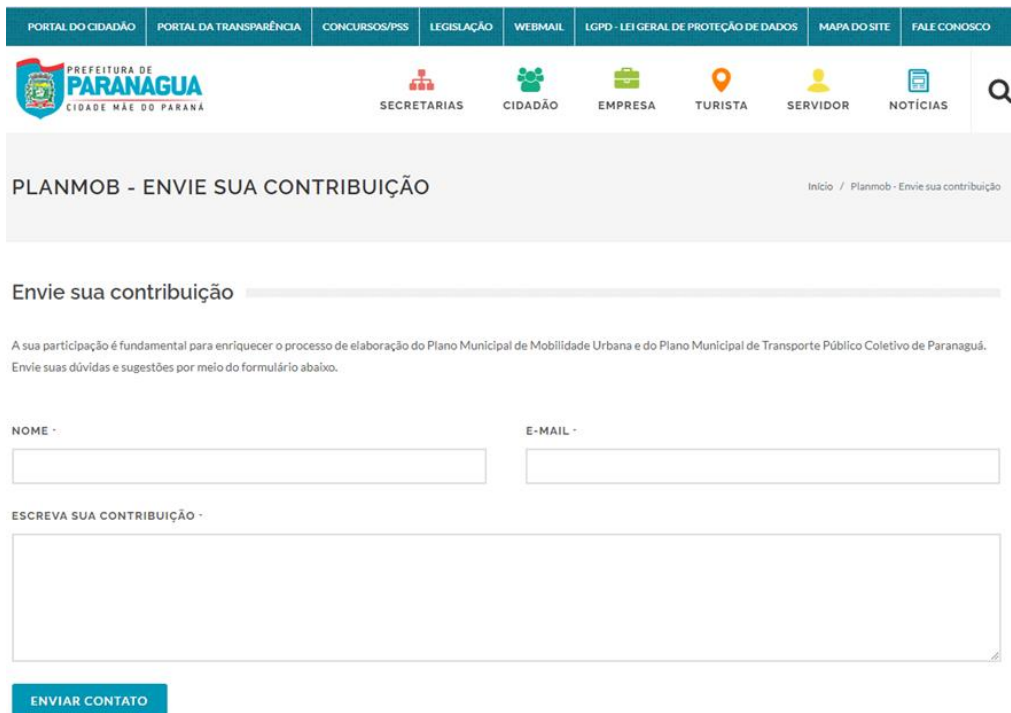 PORTAL DO CIDADÃO PORTAL DA TRANSPARÊNCIA CONCURSOS/PSS LEGISLAÇÃO WEBMAIL LGPD - LEI GERAL DE PROTEÇÃO DE DADOS MAPA DO SITE FALE CONOSCO
PREFEITURA DE
PARANAGUA
CIDADE MÃE DO PARANÁ
SECRETARIAS CIDADÃO EMPRESA TURISTA SERVIDOR NOTÍCIAS
PLANMOB - ENVIE SUA CONTRIBUIÇÃO
Início / Planmob - Envie sua contribuição
Envie sua contribuição
A sua participação é fundamental para enriquecer o processo de elaboração do Plano Municipal de Mobilidade Urbana e do Plano Municipal de Transporte Público Coletivo de Paranaguá.
Envie suas dúvidas e sugestões por meio do formulário abaixo.
NOME * E-MAIL *
ESCREVA SUA CONTRIBUIÇÃO *
ENVIAR CONTATO